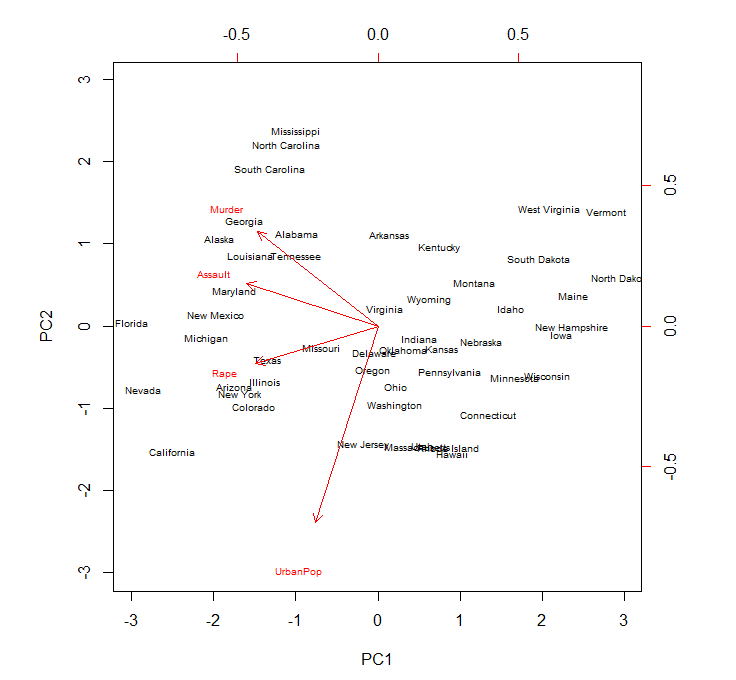 -0.5 0.0 0.5
3
Mississippi
North Carolina
2
South Carolina
0.5
Murder
West Virginia
Vermont
Georgia
Alabama
Arkansas
Alaska
1
Kentucky
Louisiana
Tennessee
South Dakota
Assault
North Dako
Montana
Maryland
Maine
Wyoming
Virginia
Idaho
New Mexico
PC2
Florida
0
New Hampshire
0.0
Michigan
Indiana
Iowa
Nebraska
Missouri
Delaware
Oklahoma
Kansas
Texas
Oregon
Rape
Pennsylvania
Minnesota
Wisconsin
Illinois
Arizona
Ohio
Nevada
New York
-1
Colorado
Washington
Connecticut
New Jersey
Rhode Island
California
Hawaii
-0.5
-2
UrbanPop
-3
-3 -2 -1 0 1 2 3
PC1